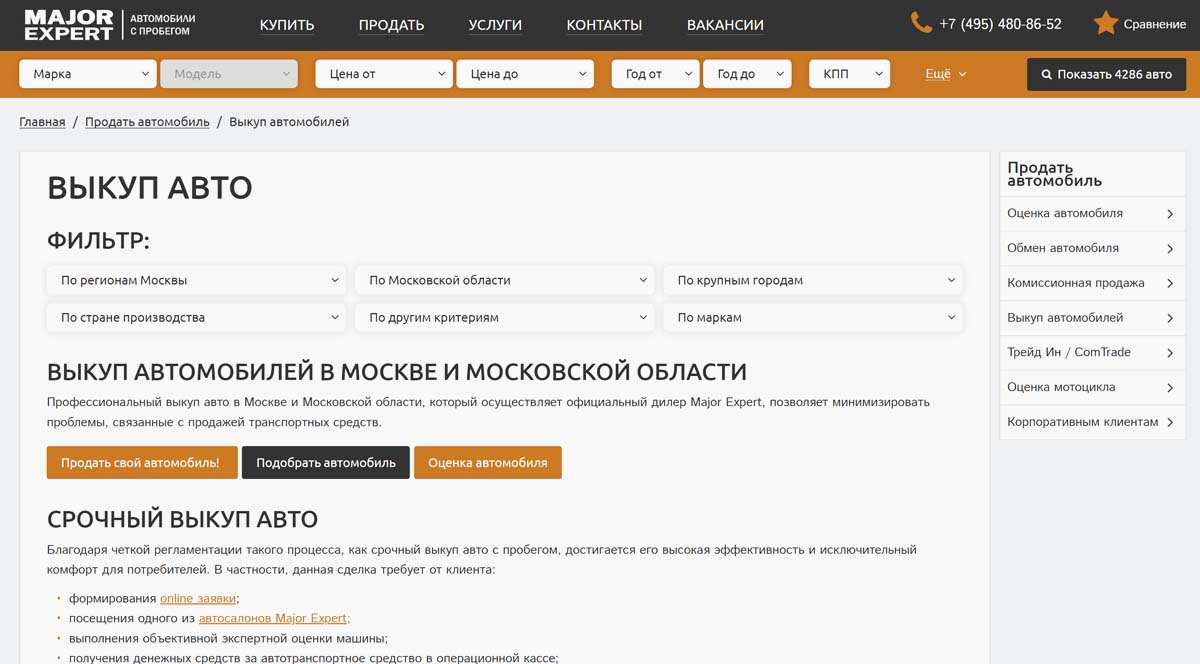 MAJOR EXPERT
АВТОМОБИЛИ С ПРОБЕГОМ
КУПИТЬ ПРОДАТЬ УСЛУГИ КОНТАКТЫ ВАКАНСИИ
+7 (495) 480-86-52 Сравнение
Марка Модель Цена от Цена до Год от Год до КПП Ещё Показать 4286 авто
Главная / Продать автомобиль / Выкуп автомобилей
ВЫКУП АВТО
ФИЛЬТР:
По регионам Москвы По Московской области По крупным городам
По стране производства По другим критериям По маркам
ВЫКУП АВТОМОБИЛЕЙ В МОСКВЕ И МОСКОВСКОЙ ОБЛАСТИ
Профессиональный выкуп авто в Москве и Московской области, который осуществляет официальный дилер Major Expert, позволяет минимизировать
проблемы, связанные с продажей транспортных средств.
Продать свой автомобиль! Подобрать автомобиль Оценка автомобиля
СРОЧНЫЙ ВЫКУП АВТО
Благодаря четкой регламентации такого процесса, как срочный выкуп авто с пробегом, достигается его высокая эффективность и исключительный
комфорт для потребителей. В частности, данная сделка требует от клиента:
• формирования online заявки;
• посещения одного из автосалонов Major Expert;
• выполнения объективной экспертной оценки машины;
• получения денежных средств за автотранспортное средство в операционной кассе;
Продать
автомобиль
Оценка автомобиля
Обмен автомобиля
Комиссионная продажа
Выкуп автомобилей
Трейд Ин / ComTrade
Оценка мотоцикла
Корпоративным клиентам